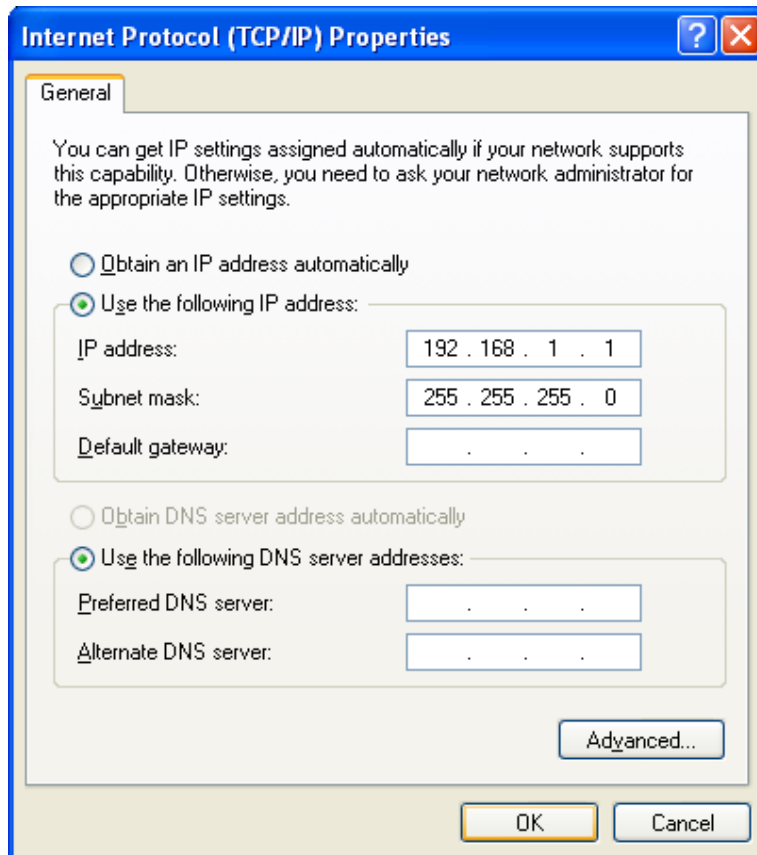 Internet Protocol (TCP/IP) Properties
General
You can get IP settings assigned automatically if your network supports
this capability. Otherwise, you need to ask your network administrator for
the appropriate IP settings.
Obtain an IP address automatically
Use the following IP address:
IP address: 192 . 168 . 1 . 1
Subnet mask: 255 . 255 . 255 . 0
Default gateway: . . .
Obtain DNS server address automatically
Use the following DNS server addresses:
Preferred DNS server: . . .
Alternate DNS server: . . .
Advanced...
OK Cancel